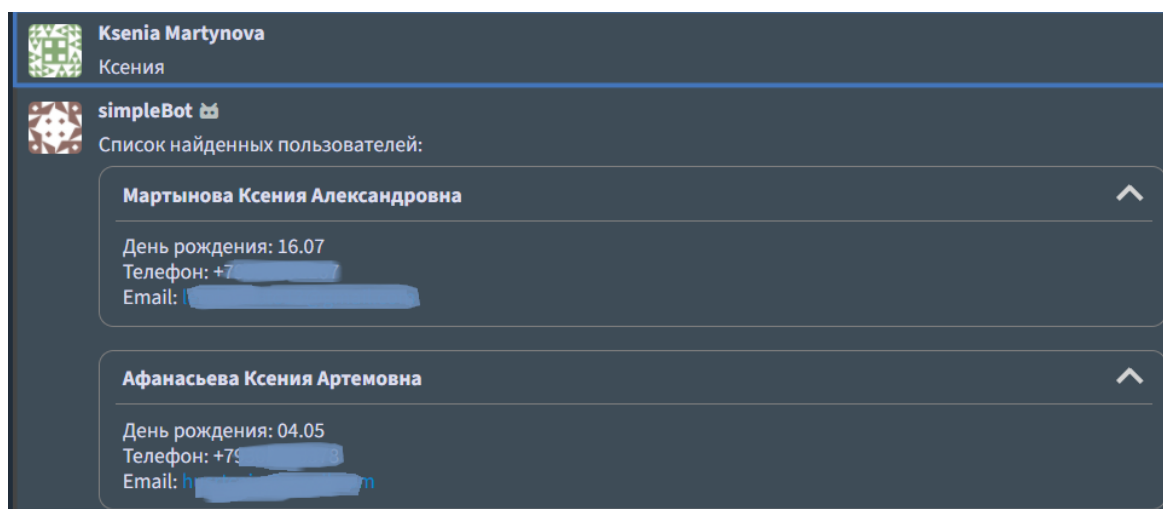 Ksenia Martynova
Ксения
simpleBot
Список найденных пользователей:
Мартынова Ксения Александровна
День рождения: 16.07
Телефон: +7
Email:
Афанасьева Ксения Артемовна
День рождения: 04.05
Телефон: +79
Email: